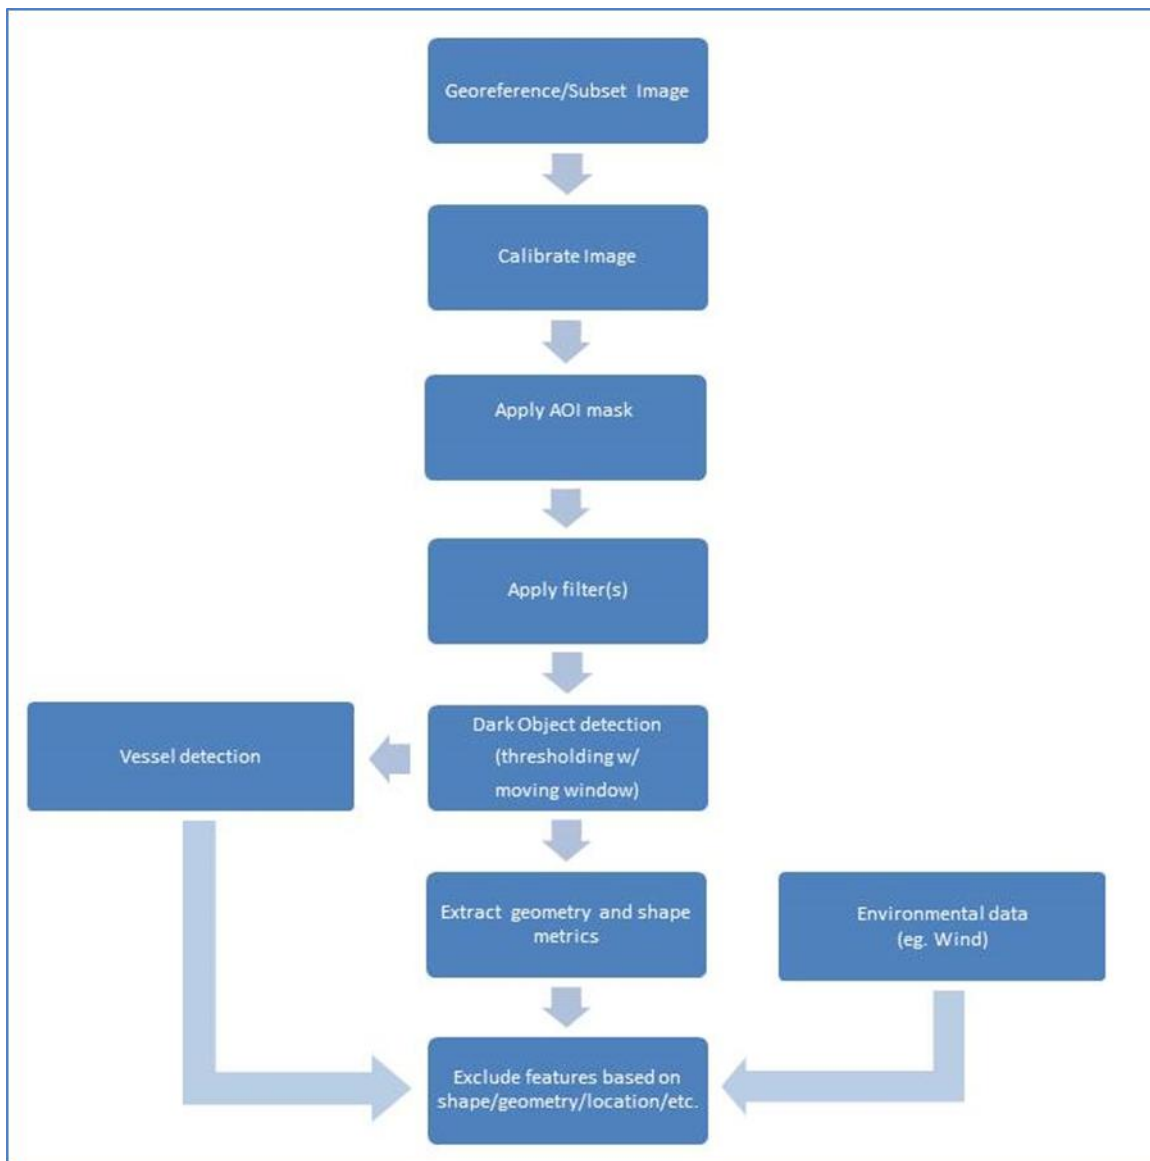 Georeference/Subset Image
Calibrate Image
Apply AOI mask
Apply filter(s)
Vessel detection
Dark Object detection
(thresholding w/
moving window)
Extract geometry and shape
metrics
Environmental data
(eg. Wind)
Exclude features based on
shape/geometry/location/etc.